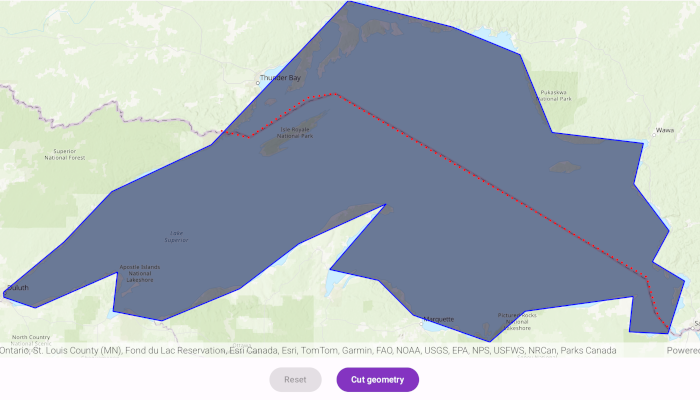 Thunder Bay
Pukaskwa
National Park
Wawa
Isle Royale
National Park
Superior
National Forest
Lake
Superior
Apostle Islands
National
Lakeshore
Duluth
Marquette
Pictured Rocks
National
Lakeshore
North Country
National Scenic
Ontario, St. Louis County (MN), Fond du Lac Reservation, Esri Canada, Esri, TomTom, Garmin, FAO, NOAA, USGS, EPA, NPS, USFWS, NRCan, Parks Canada
Powered
Reset
Cut geometry